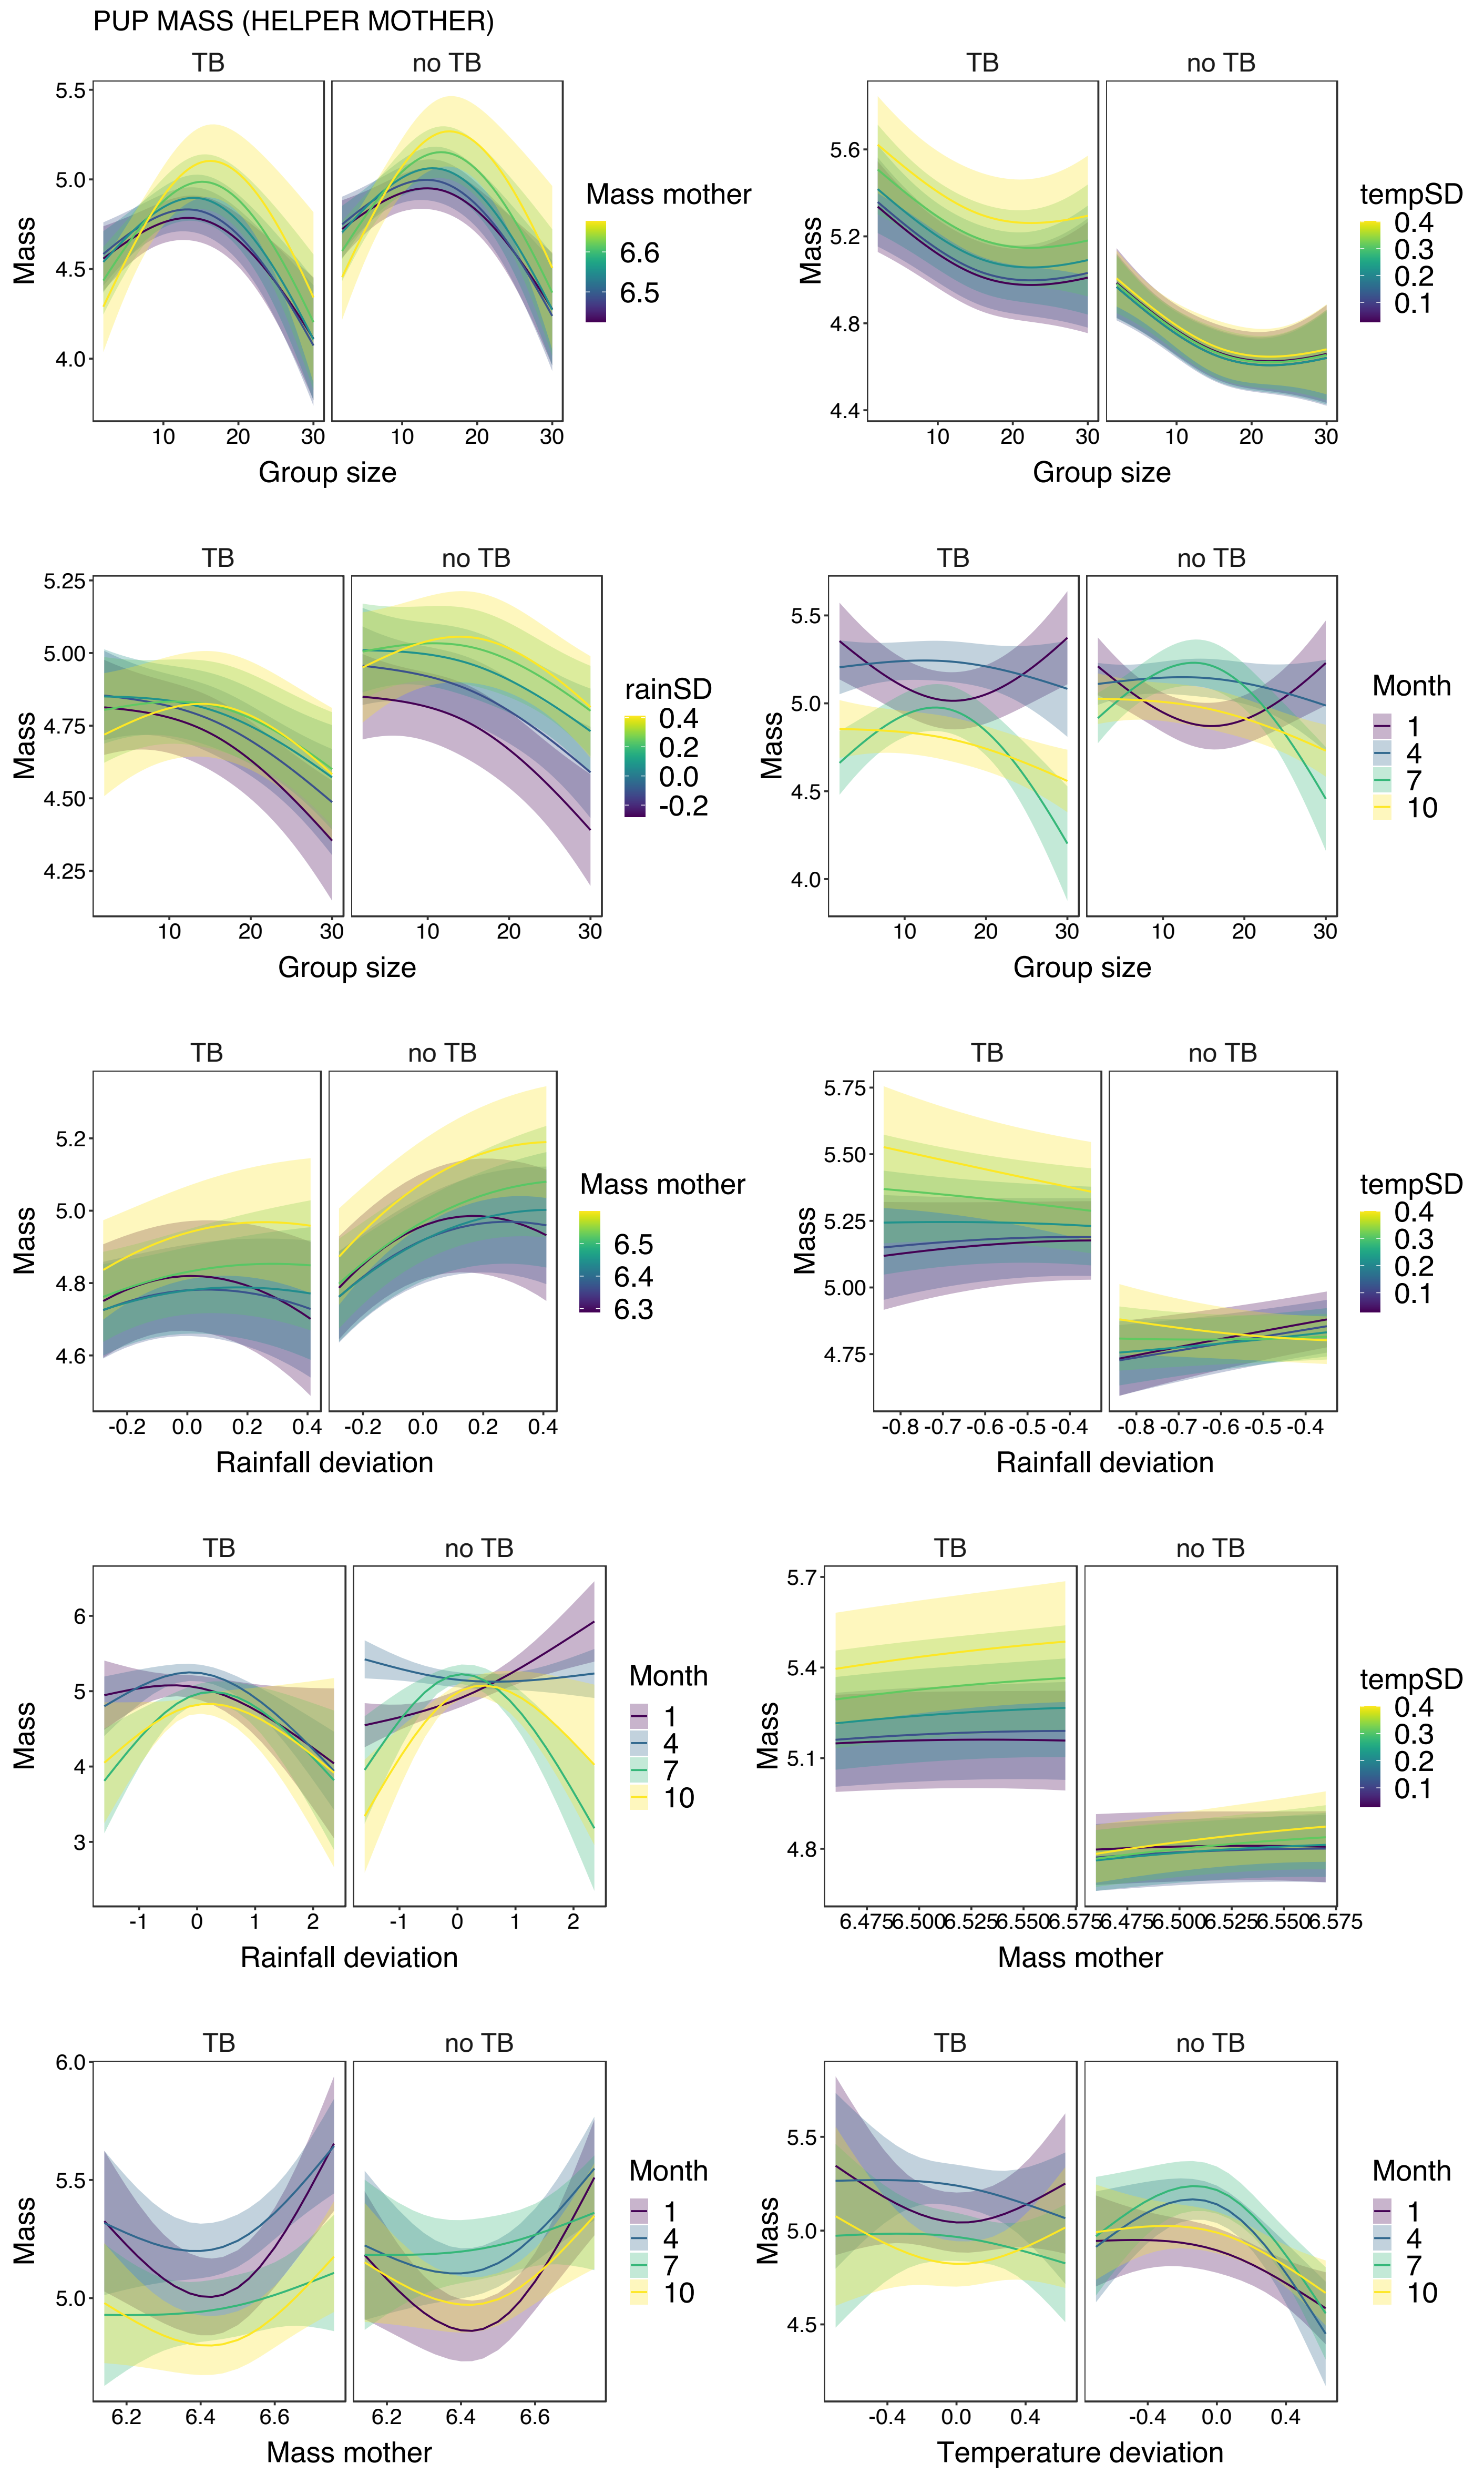 PUP MASS (HELPER MOTHER)
TB
no TB
5.5
5.0
4.5
4.0
Mass
10
20
30
10
20
30
Group size
Mass mother
6.6
6.5
TB
no TB
5.6
5.2
4.8
4.4
Mass
10
20
30
10
20
30
Group size
tempSD
0.4
0.3
0.2
0.1
TB
no TB
5.25
5.00
4.75
4.50
4.25
Mass
10
20
30
10
20
30
Group size
rainSD
0.4
0.2
0.0
-0.2
TB
no TB
5.5
5.0
4.5
4.0
Mass
10
20
30
10
20
30
Group size
Month
1
4
7
10
TB
no TB
5.2
5.0
4.8
4.6
Mass
-0.2
0.0
0.2
0.4
-0.2
0.0
0.2
0.4
Rainfall deviation
Mass mother
6.5
6.4
6.3
TB
no TB
5.75
5.50
5.25
5.00
4.75
Mass
-0.8 -0.7 -0.6 -0.5 -0.4
-0.8 -0.7 -0.6 -0.5 -0.4
Rainfall deviation
tempSD
0.4
0.3
0.2
0.1
TB
no TB
6
5
4
3
Mass
-1
0
1
2
-1
0
1
2
Rainfall deviation
Month
1
4
7
10
TB
no TB
5.7
5.4
5.1
4.8
Mass
6.475 6.500 6.525 6.550 6.575
6.475 6.500 6.525 6.550 6.575
Mass mother
tempSD
0.4
0.3
0.2
0.1
TB
no TB
6.0
5.5
5.0
Mass
6.2
6.4
6.6
6.2
6.4
6.6
Mass mother
Month
1
4
7
10
TB
no TB
5.5
5.0
4.5
Mass
-0.4
0.0
0.4
-0.4
0.0
0.4
Temperature deviation
Month
1
4
7
10